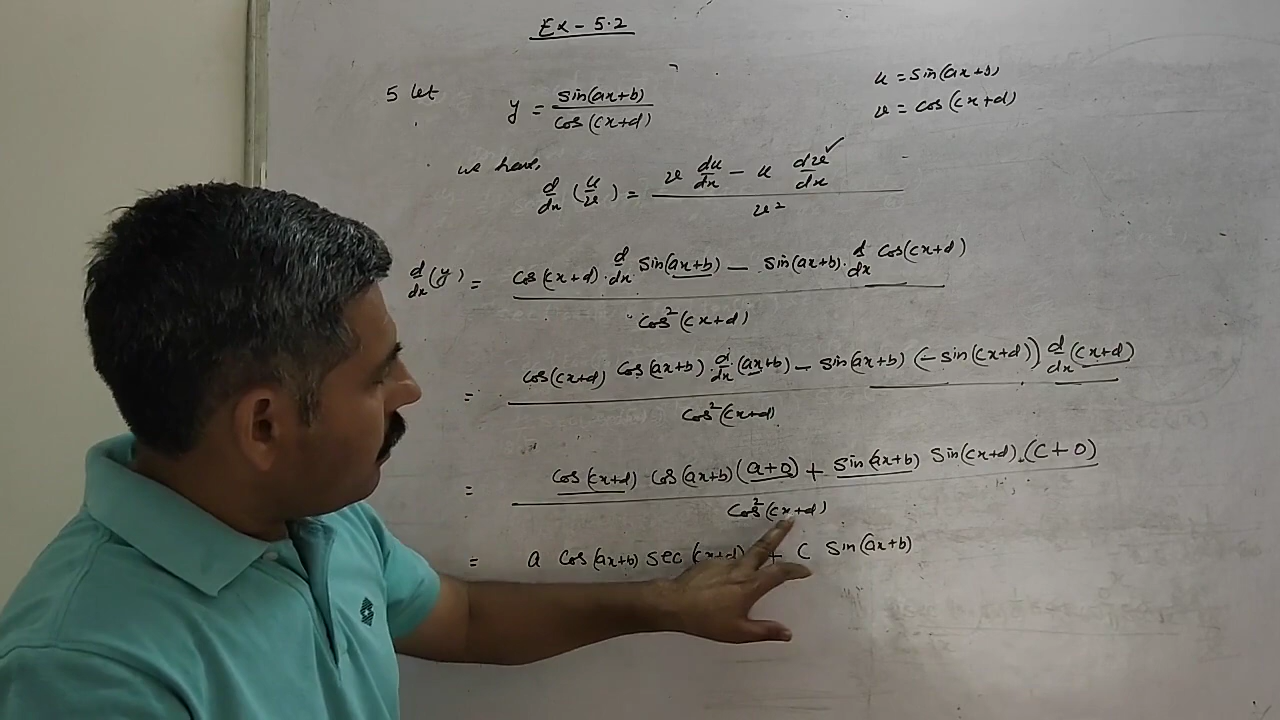 Ex - 5.2
5 let y = sin(ax+b) / cos(cx+d)
u = sin(ax+b)
v = cos(cx+d)
we have,
d/dx (u/v) = v du/dx - u dv/dx ✓ / v²
d/dx (y) = cos(cx+d) . d/dx sin(ax+b) - sin(ax+b) . d/dx cos(cx+d) / cos²(cx+d)
= cos(cx+d) cos(ax+b) . d/dx (ax+b) - sin(ax+b) (-sin(cx+d)) d/dx (cx+d) / cos²(cx+d)
= cos(cx+d) cos(ax+b) (a+0) + sin(ax+b) sin(cx+d) . (c+0) / cos²(cx+d)
= a cos(ax+b) sec(cx+d) + c sin(ax+b)